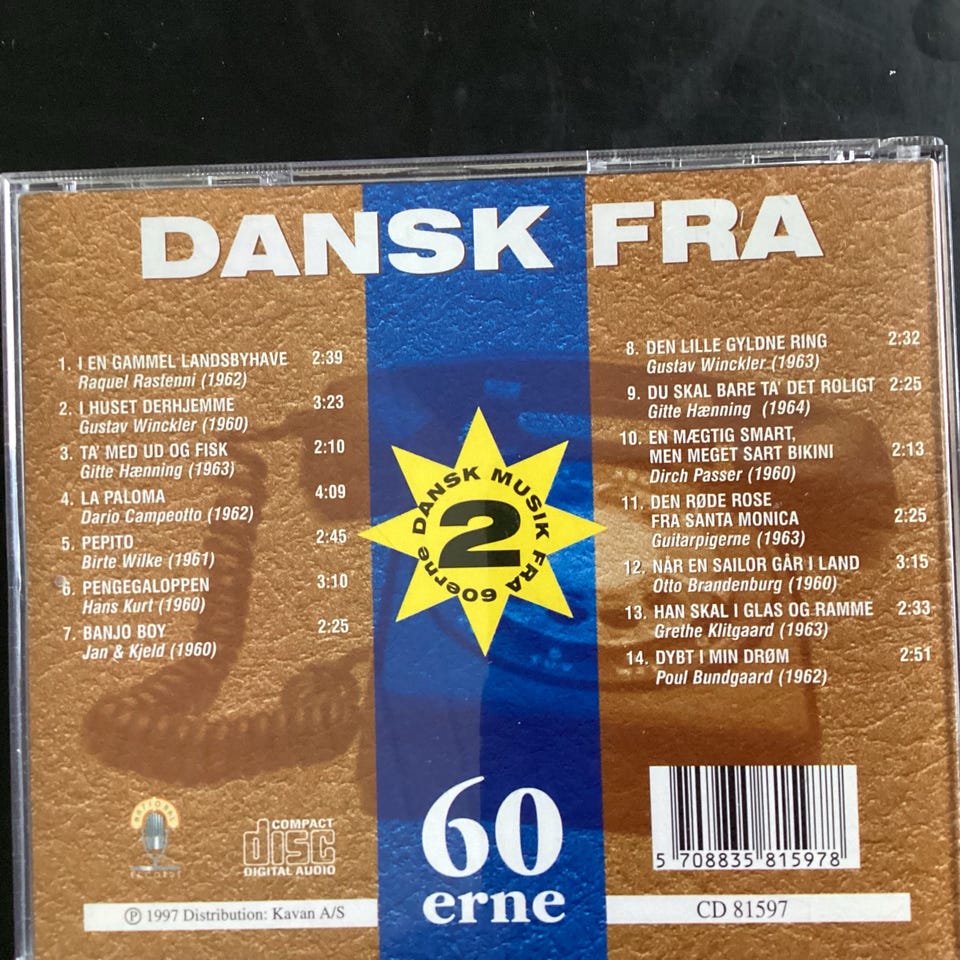 DANSK FRA
1. I EN GAMMEL LANDSBYHAVE 2:39
Raquel Rastenni (1962)
2. I HUSET DERHJEMME 3:23
Gustav Winckler (1960)
3. TA' MED UD OG FISK 2:10
Gitte Hænning (1963)
4. LA PALOMA 4:09
Dario Campeotto (1962)
5. PEPITO 2:45
Birte Wilke (1961)
6. PENGEGALOPPEN 3:10
Hans Kurt (1960)
7. BANJO BOY 2:25
Jan & Kjeld (1960)
DANSK MUSIK FRA 60erne
2
8. DEN LILLE GYLDNE RING 2:32
Gustav Winckler (1963)
9. DU SKAL BARE TA' DET ROLIGT 2:25
Gitte Hænning (1964)
10. EN MÆGTIG SMART,
MEN MEGET SART BIKINI 2:13
Dirch Passer (1960)
11. DEN RØDE ROSE
FRA SANTA MONICA 2:25
Guitarpigerne (1963)
12. NÅR EN SAILOR GÅR I LAND 3:15
Otto Brandenburg (1960)
13. HAN SKAL I GLAS OG RAMME 2:33
Grethe Klitgaard (1963)
14. DYBT I MIN DRØM 2:51
Poul Bundgaard (1962)
NATIONAL
RECORDS
COMPACT
disc
DIGITAL AUDIO
60
erne
5 708835 815978
℗ 1997 Distribution: Kavan A/S
CD 81597